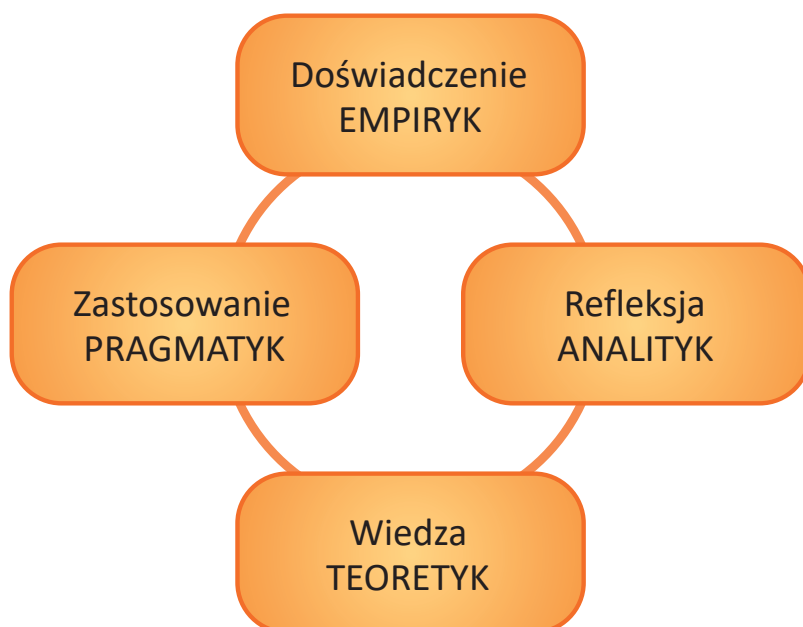 Doświadczenie
EMPIRYK
Zastosowanie
PRAGMATYK
Refleksja
ANALITYK
Wiedza
TEORETYK